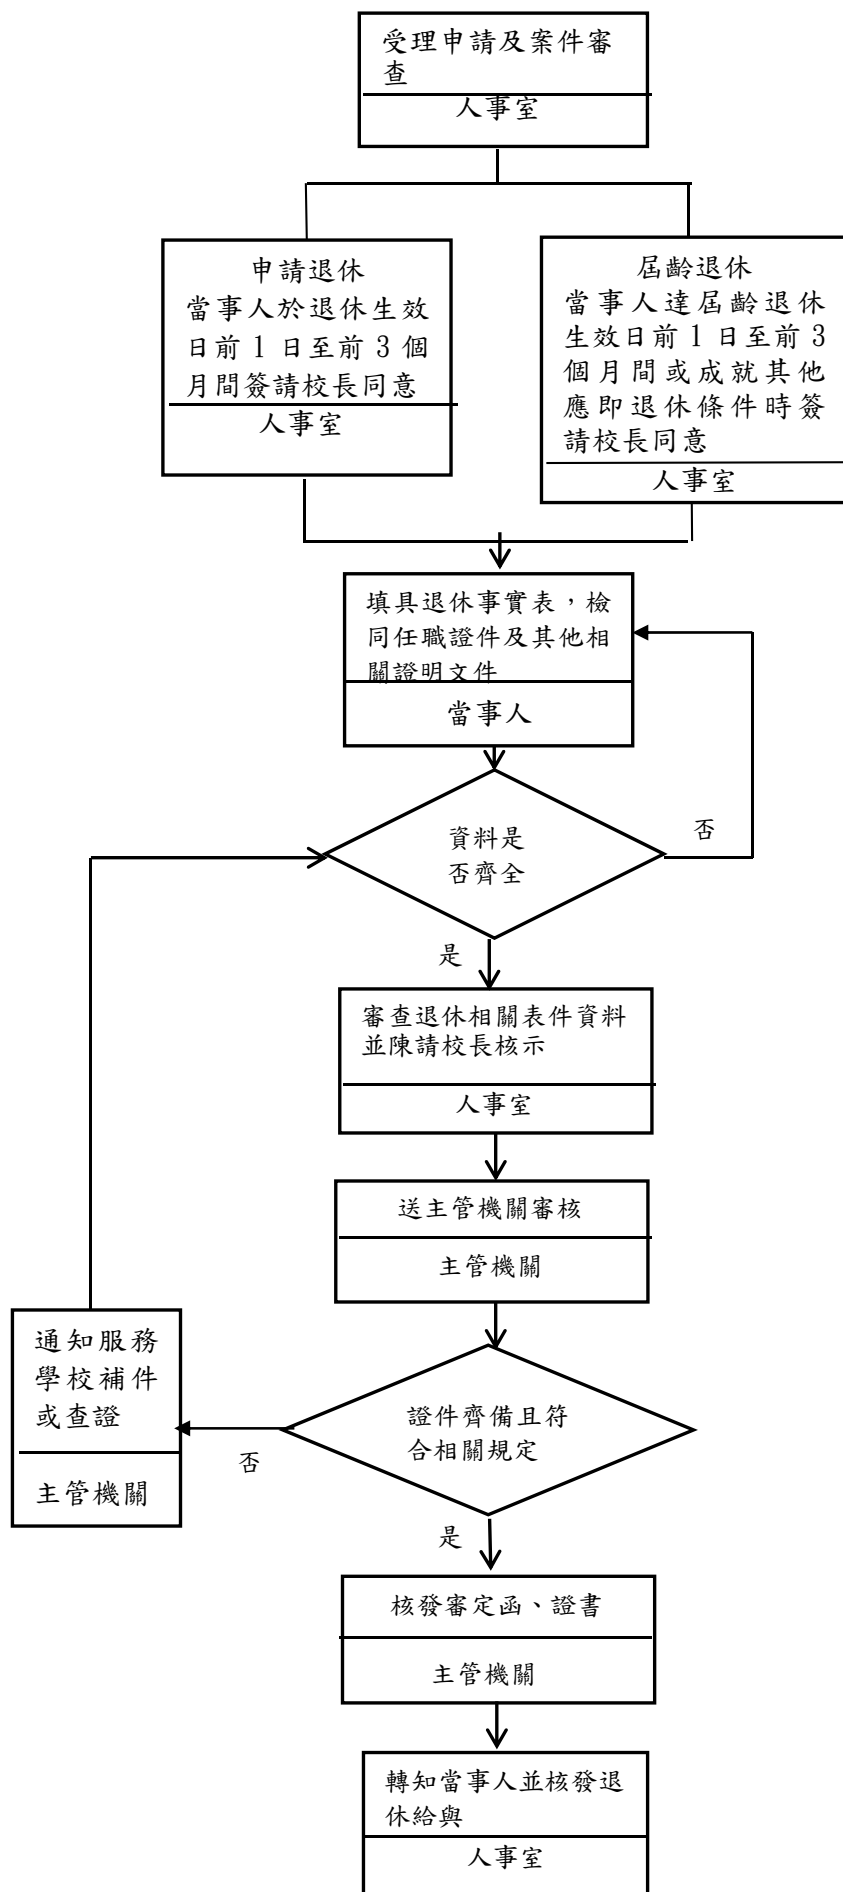 受理申請及案件審
查
人事室
申請退休
當事人於退休生效
日前1日至前3個
月間簽請校長同意
人事室
屆齡退休
當事人達屆齡退休
生效日前1日至前3
個月間或成就其他
應即退休條件時簽
請校長同意
人事室
填具退休事實表，檢
同任職證件及其他相
關證明文件
當事人
資料是
否齊全
否
是
審查退休相關表件資料
並陳請校長核示
人事室
送主管機關審核
主管機關
通知服務
學校補件
或查證
主管機關
證件齊備且符
合相關規定
否
是
核發審定函、證書
主管機關
轉知當事人並核發退
休給與
人事室